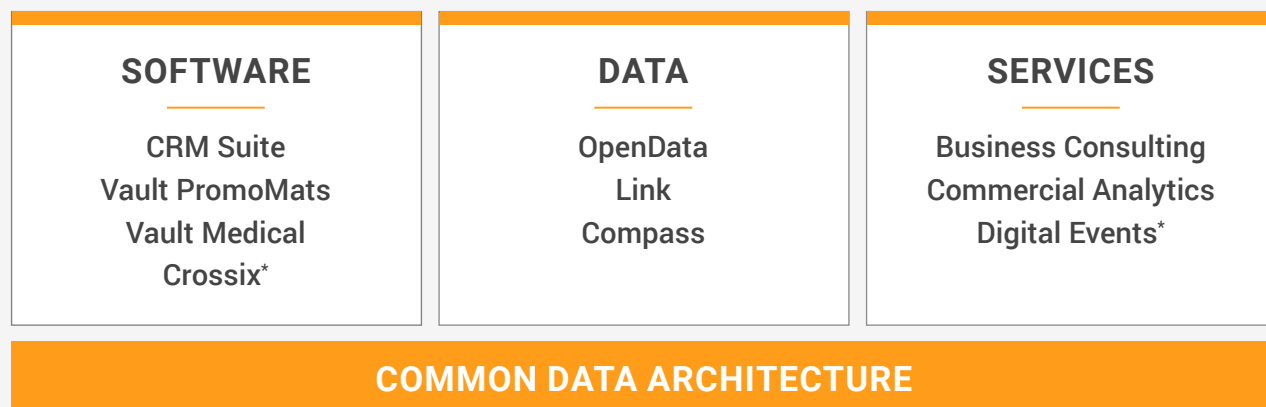 SOFTWARE
CRM Suite
Vault PromoMats
Vault Medical
Crossix*
DATA
OpenData
Link
Compass
SERVICES
Business Consulting
Commercial Analytics
Digital Events*
COMMON DATA ARCHITECTURE